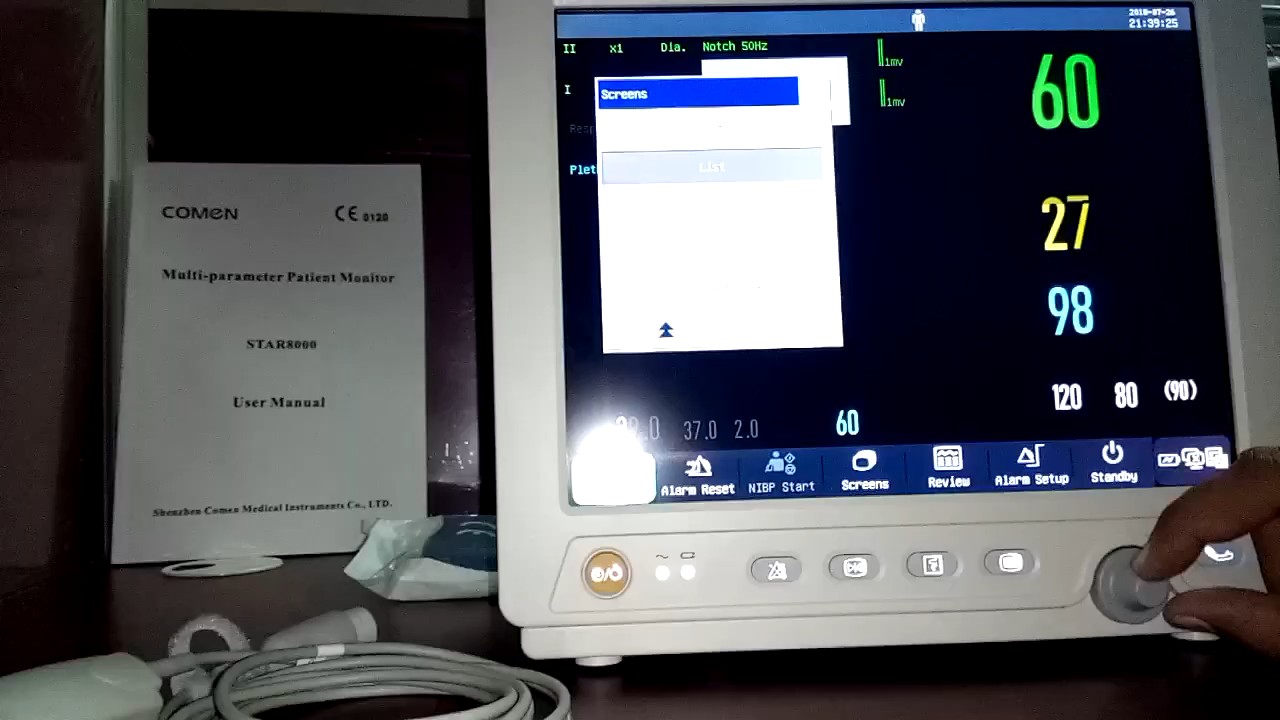 COMEN
CE 0120
Multi-parameter Patient Monitor
STAR8000
User Manual
Shenzhen Comen Medical Instruments Co., LTD.
2018-07-26
21:39:25
II x1 Dia. Notch 50Hz
1mv
I
1mv
Screens
Resp
Plet
List
60
27
98
120 80 (90)
37.0 2.0
60
Alarm Reset
NIBP Start
Screens
Review
Alarm Setup
Standby